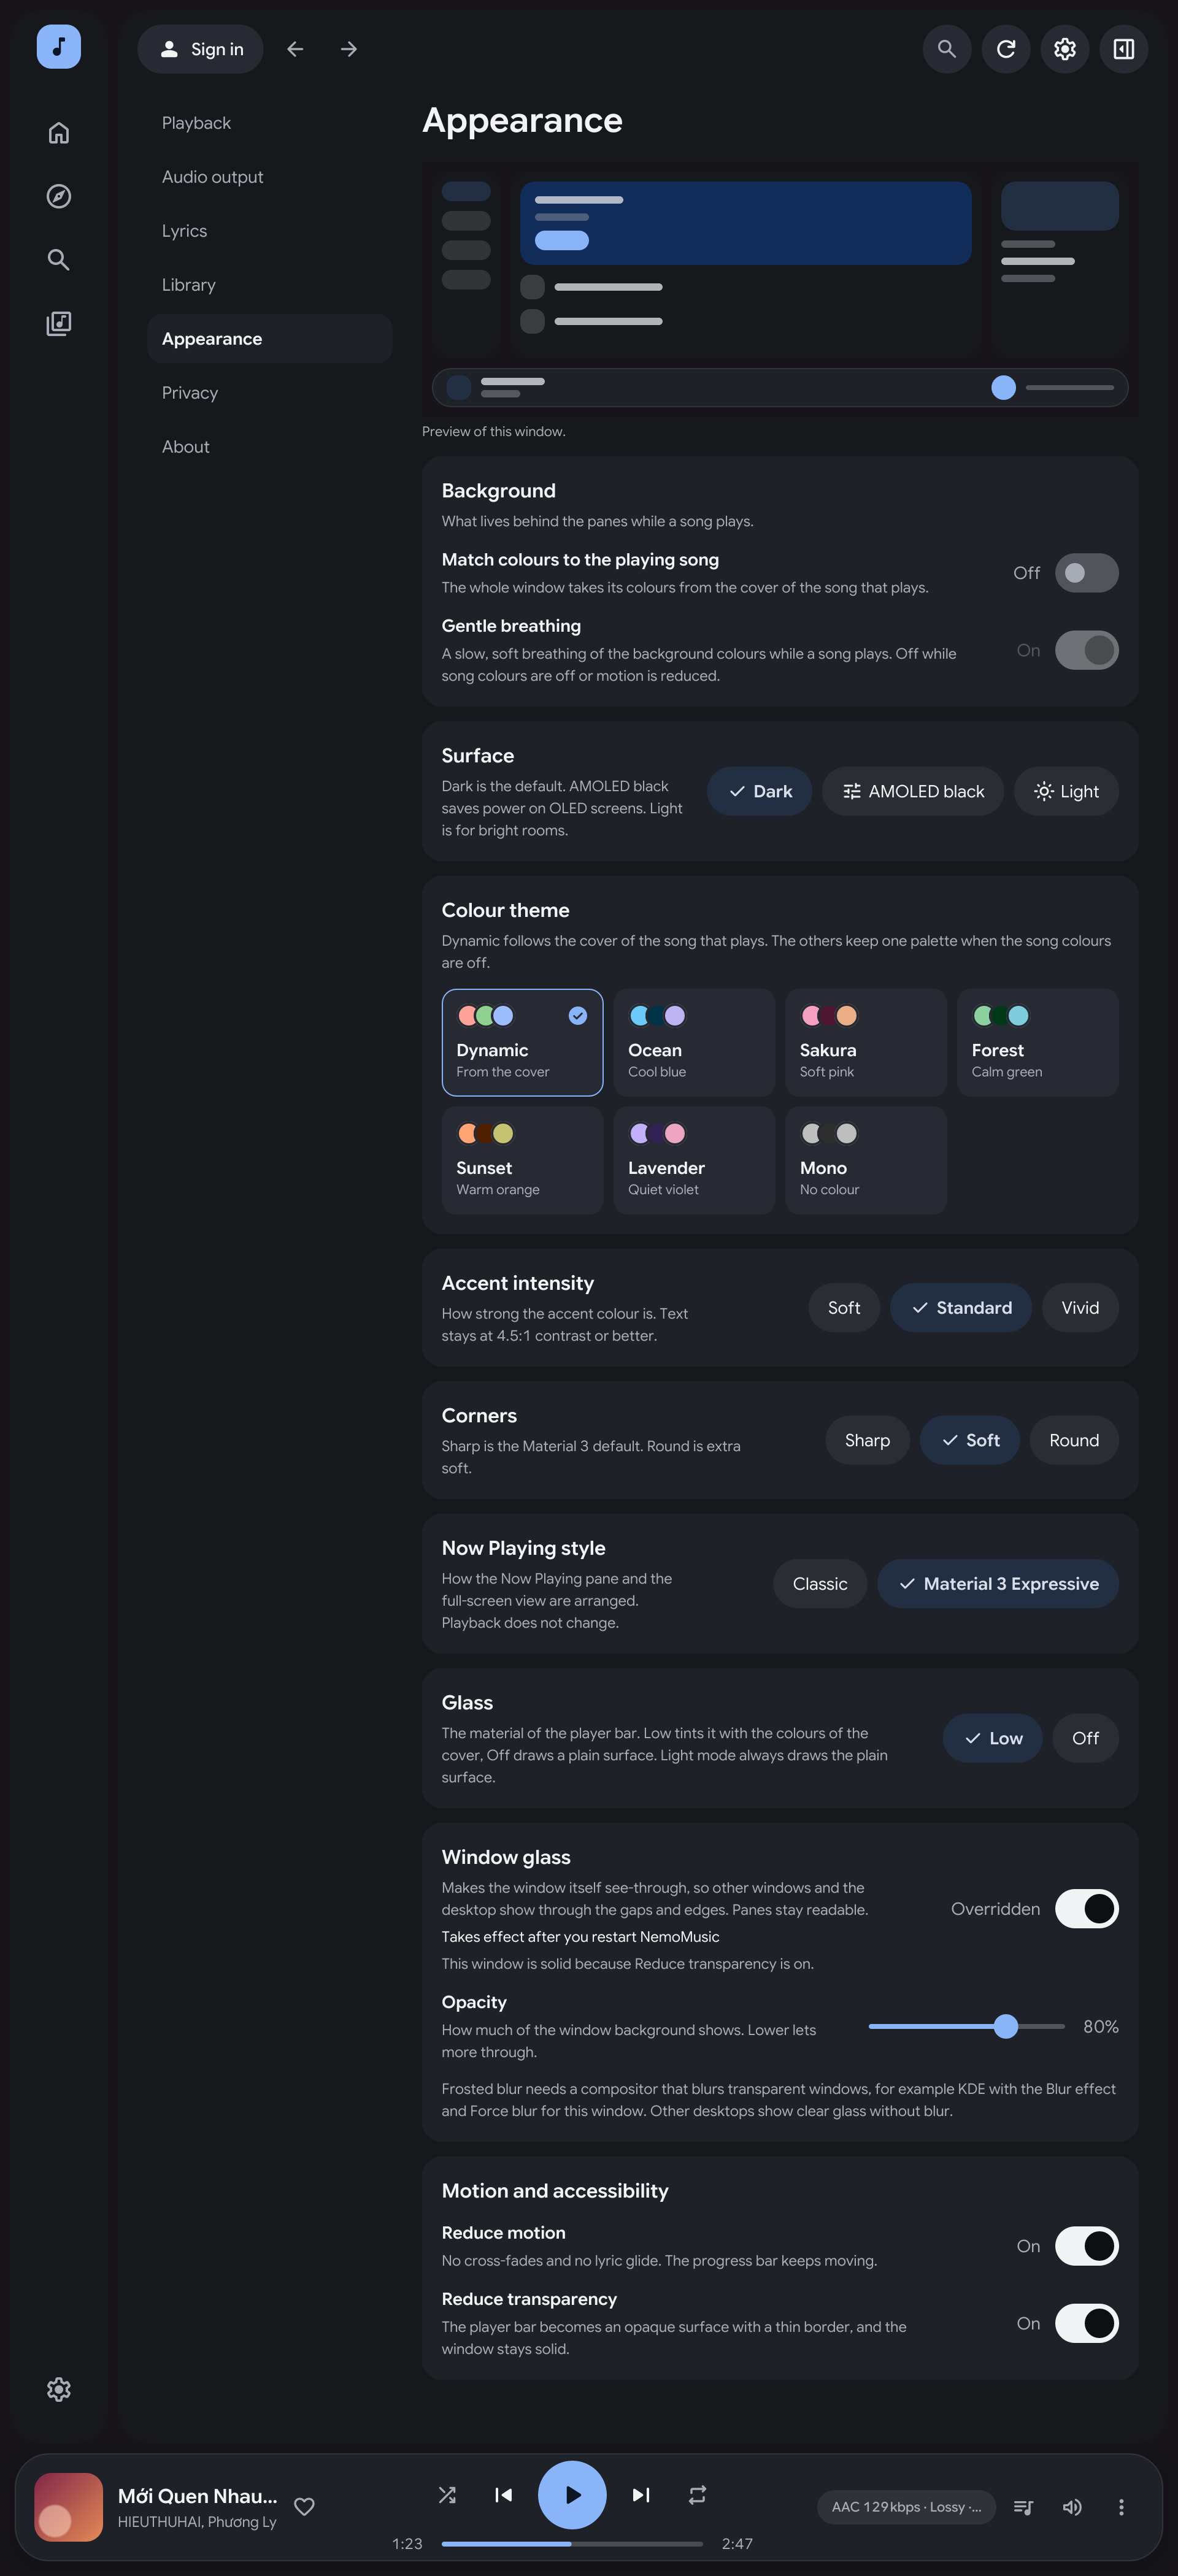 Sign in
Playback
Audio output
Lyrics
Library
Appearance
Privacy
About
Appearance
Preview of this window.
Background
What lives behind the panes while a song plays.
Match colours to the playing song
The whole window takes its colours from the cover of the song that plays.
Off
Gentle breathing
A slow, soft breathing of the background colours while a song plays. Off while
song colours are off or motion is reduced.
On
Surface
Dark is the default. AMOLED black
saves power on OLED screens. Light
is for bright rooms.
Dark
AMOLED black
Light
Colour theme
Dynamic follows the cover of the song that plays. The others keep one palette when the song colours
are off.
Dynamic
From the cover
Ocean
Cool blue
Sakura
Soft pink
Forest
Calm green
Sunset
Warm orange
Lavender
Quiet violet
Mono
No colour
Accent intensity
How strong the accent colour is. Text
stays at 4.5:1 contrast or better.
Soft
Standard
Vivid
Corners
Sharp is the Material 3 default. Round is extra
soft.
Sharp
Soft
Round
Now Playing style
How the Now Playing pane and the
full-screen view are arranged.
Playback does not change.
Classic
Material 3 Expressive
Glass
The material of the player bar. Low tints it with the colours of the
cover, Off draws a plain surface. Light mode always draws the plain
surface.
Low
Off
Window glass
Makes the window itself see-through, so other windows and the
desktop show through the gaps and edges. Panes stay readable.
Takes effect after you restart NemoMusic
This window is solid because Reduce transparency is on.
Overridden
Opacity
How much of the window background shows. Lower lets
more through.
80%
Frosted blur needs a compositor that blurs transparent windows, for example KDE with the Blur effect
and Force blur for this window. Other desktops show clear glass without blur.
Motion and accessibility
Reduce motion
No cross-fades and no lyric glide. The progress bar keeps moving.
On
Reduce transparency
The player bar becomes an opaque surface with a thin border, and the
window stays solid.
On
Mới Quen Nhau...
HIEUTHUHAI, Phương Ly
1:23
2:47
AAC 129 kbps · Lossy ·...